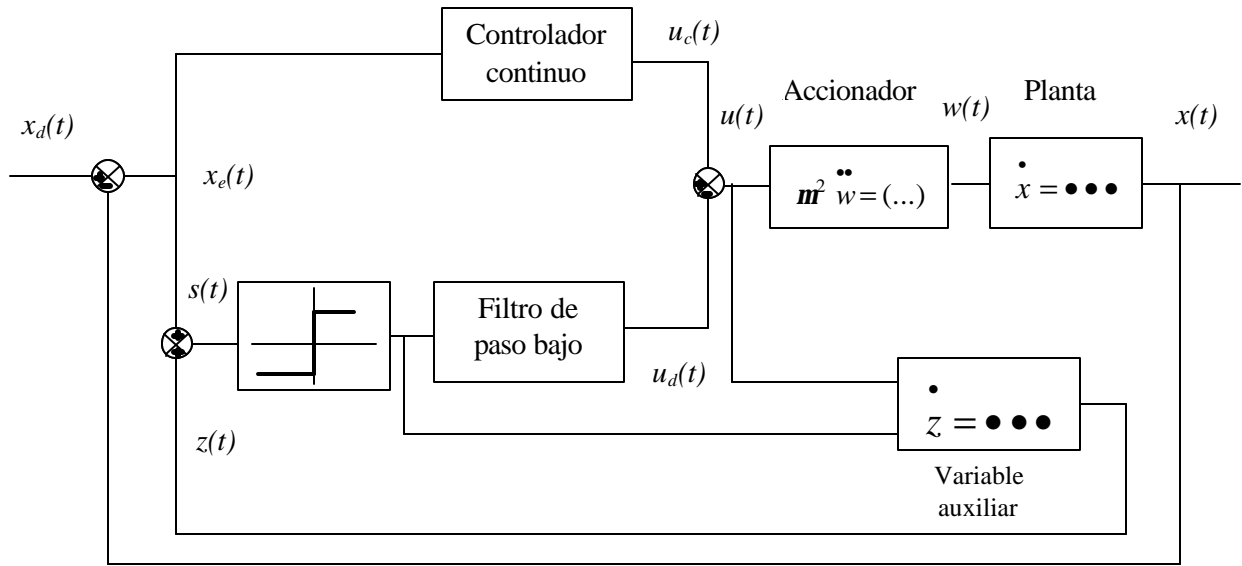 Controlador
continuo
u_c(t)
x_d(t)
x_e(t)
u(t)
Accionador
m² ẅ = (...)
w(t)
Planta
ẋ = •••
x(t)
s(t)
Filtro de
paso bajo
u_d(t)
z(t)
ż = •••
Variable
auxiliar